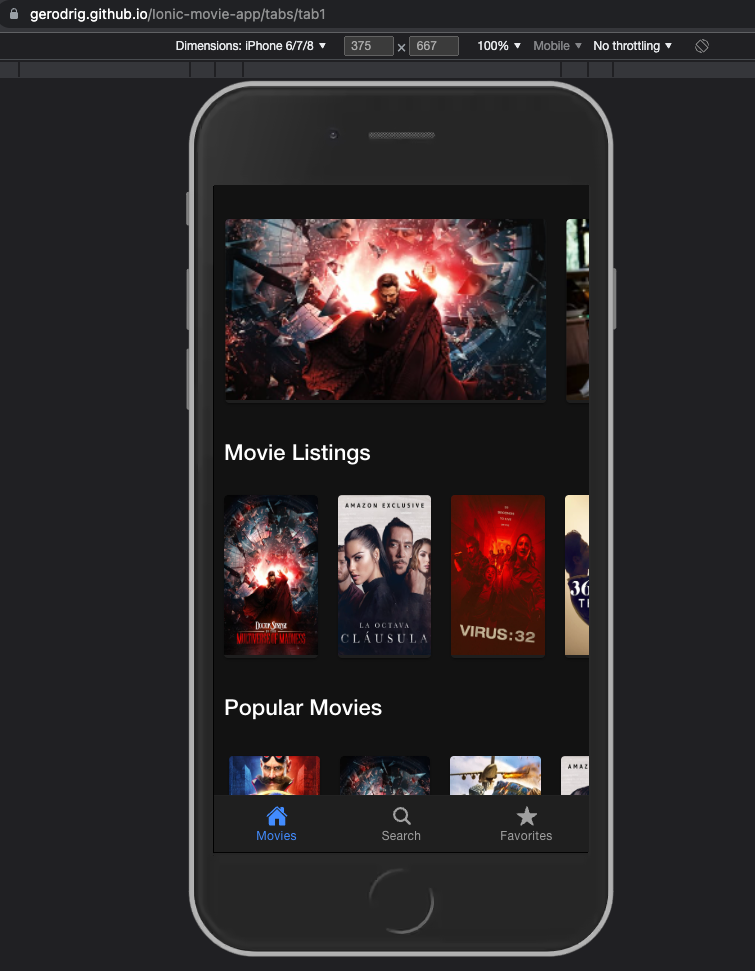 gerodrig.github.io/Ionic-movie-app/tabs/tab1
Dimensions: iPhone 6/7/8 ▼ 375 × 667 100% ▼ Mobile ▼ No throttling ▼
Movie Listings
AMAZON EXCLUSIVE
DOCTOR STRANGE
MULTIVERSE OF MADNESS
LA OCTAVA
CLÁUSULA
VIRUS:32
36
Popular Movies
AMAZ
Movies Search Favorites